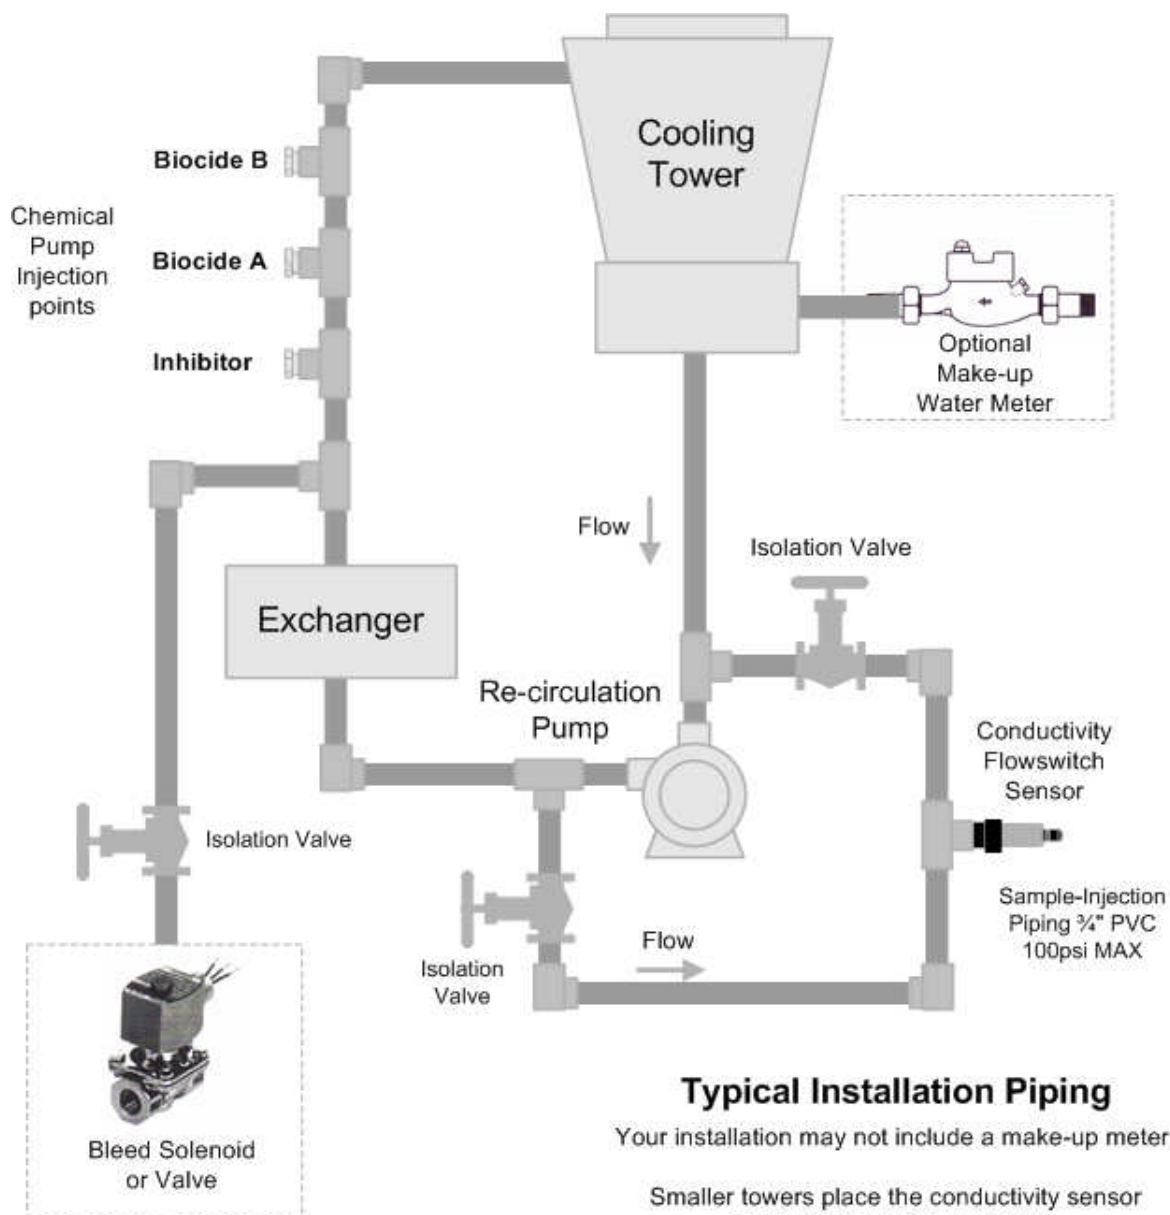 Cooling
Tower
Biocide B
Chemical
Pump
Injection
points
Biocide A
Inhibitor
Optional
Make-up
Water Meter
Flow
Isolation Valve
Exchanger
Re-circulation
Pump
Conductivity
Flowswitch
Sensor
Isolation Valve
Sample-Injection
Piping ¾" PVC
100psi MAX
Flow
Isolation
Valve
Bleed Solenoid
or Valve
Typical Installation Piping
Your installation may not include a make-up meter
Smaller towers place the conductivity sensor